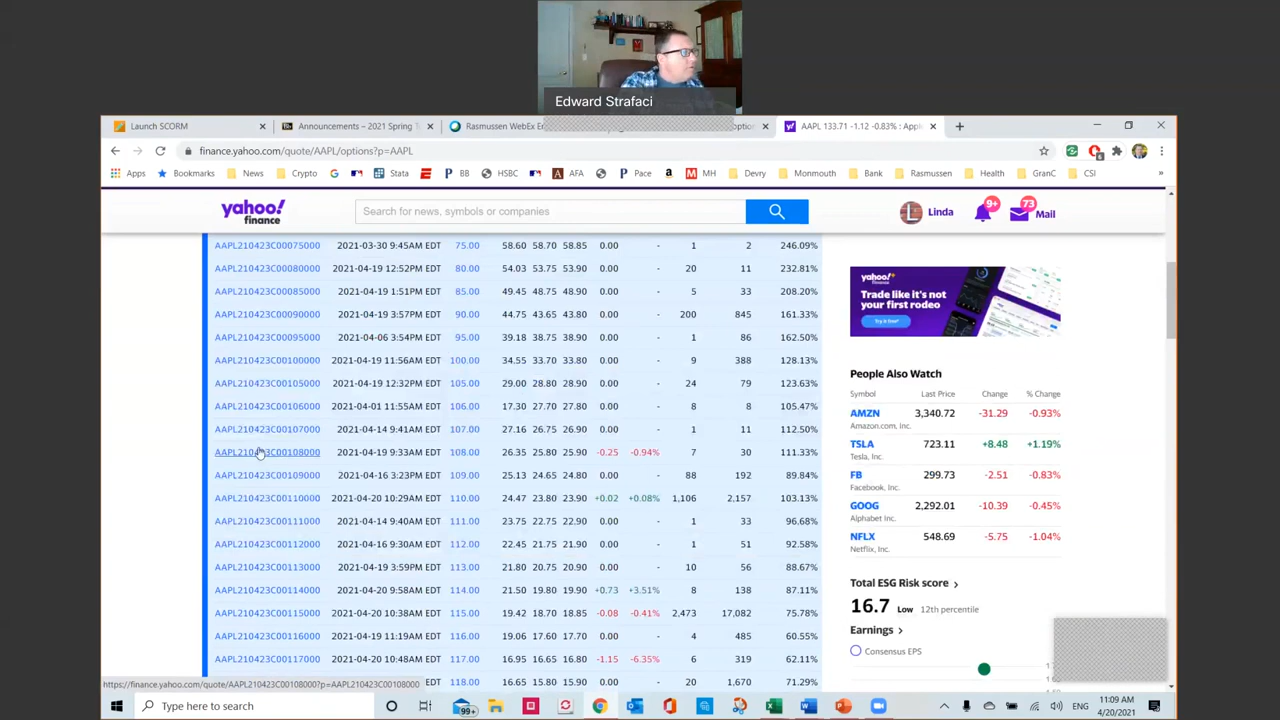 Edward Strafaci
Launch SCORM
Announcements – 2021 Spring
Rasmussen WebEx
AAPL 133.71 -1.12 -0.83% : Appl
finance.yahoo.com/quote/AAPL/options?p=AAPL
Apps Bookmarks News Crypto Stata BB HSBC AFA Pace MH Devry Monmouth Bank Rasmussen Health GranC CSI »
yahoo! finance
Search for news, symbols or companies
Linda 9+ 73 Mail
AAPL210423C00075000 2021-03-30 9:45AM EDT 75.00 58.60 58.70 58.85 0.00 - 1 2 246.09%
AAPL210423C00080000 2021-04-19 12:52PM EDT 80.00 54.03 53.75 53.90 0.00 - 20 11 232.81%
AAPL210423C00085000 2021-04-19 1:51PM EDT 85.00 49.45 48.75 48.90 0.00 - 5 33 208.20%
AAPL210423C00090000 2021-04-19 3:57PM EDT 90.00 44.75 43.65 43.80 0.00 - 200 845 161.33%
AAPL210423C00095000 2021-04-06 3:54PM EDT 95.00 39.18 38.75 38.90 0.00 - 1 86 162.50%
AAPL210423C00100000 2021-04-19 11:56AM EDT 100.00 34.55 33.70 33.80 0.00 - 9 388 128.13%
AAPL210423C00105000 2021-04-19 12:32PM EDT 105.00 29.00 28.80 28.90 0.00 - 24 79 123.63%
AAPL210423C00106000 2021-04-01 11:55AM EDT 106.00 17.30 27.70 27.80 0.00 - 8 8 105.47%
AAPL210423C00107000 2021-04-14 9:41AM EDT 107.00 27.16 26.75 26.90 0.00 - 1 11 112.50%
AAPL210423C00108000 2021-04-19 9:33AM EDT 108.00 26.35 25.80 25.90 -0.25 -0.94% 7 30 111.33%
AAPL210423C00109000 2021-04-16 3:23PM EDT 109.00 25.13 24.65 24.80 0.00 - 88 192 89.84%
AAPL210423C00110000 2021-04-20 10:29AM EDT 110.00 24.47 23.80 23.90 +0.02 +0.08% 1,106 2,157 103.13%
AAPL210423C00111000 2021-04-14 9:40AM EDT 111.00 23.75 22.75 22.90 0.00 - 1 33 96.68%
AAPL210423C00112000 2021-04-16 9:30AM EDT 112.00 22.45 21.75 21.90 0.00 - 1 51 92.58%
AAPL210423C00113000 2021-04-19 3:59PM EDT 113.00 21.80 20.75 20.90 0.00 - 10 56 88.67%
AAPL210423C00114000 2021-04-20 9:58AM EDT 114.00 21.50 19.80 19.90 +0.73 +3.51% 8 138 87.11%
AAPL210423C00115000 2021-04-20 10:38AM EDT 115.00 19.42 18.70 18.85 -0.08 -0.41% 2,473 17,082 75.78%
AAPL210423C00116000 2021-04-19 11:19AM EDT 116.00 19.06 17.60 17.70 0.00 - 4 485 60.55%
AAPL210423C00117000 2021-04-20 10:48AM EDT 117.00 16.95 16.65 16.80 -1.15 -6.35% 6 319 62.11%
118.00 16.65 15.80 15.90 0.00 - 20 1,670 71.29%
https://finance.yahoo.com/quote/AAPL210423C00108000?p=AAPL210423C00108000
yahoo! finance
Trade like it's not
your first rodeo
Try it free*
People Also Watch
Symbol Last Price Change % Change
AMZN 3,340.72 -31.29 -0.93%
Amazon.com, Inc.
TSLA 723.11 +8.48 +1.19%
Tesla, Inc.
FB 299.73 -2.51 -0.83%
Facebook, Inc.
GOOG 2,292.01 -10.39 -0.45%
Alphabet Inc.
NFLX 548.69 -5.75 -1.04%
Netflix, Inc.
Total ESG Risk score
16.7 Low 12th percentile
Earnings
Consensus EPS
Type here to search
99+
ENG
11:09 AM
4/20/2021